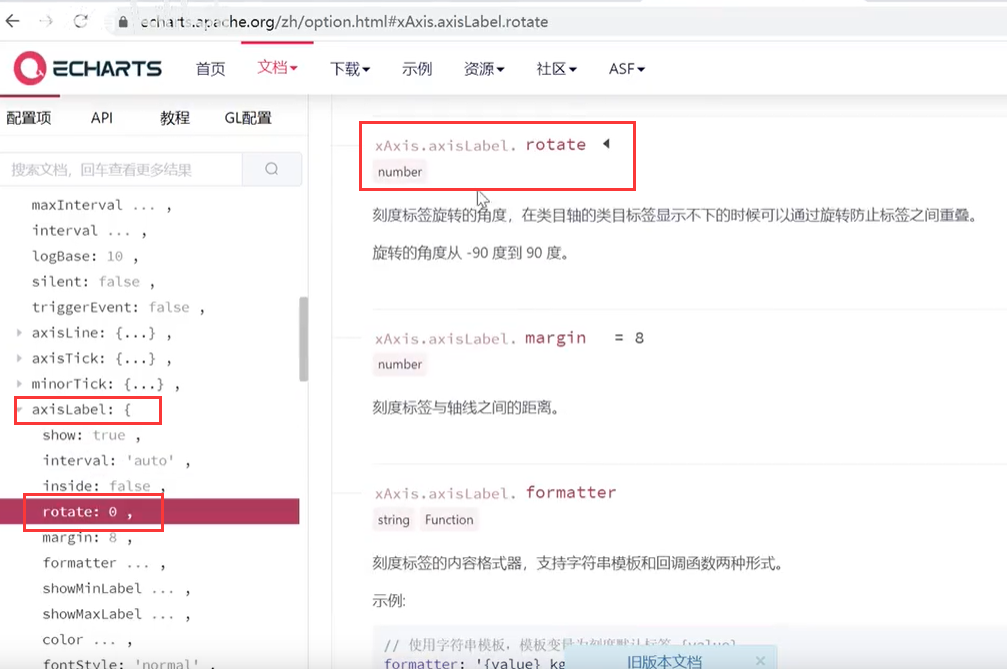 echarts.apache.org/zh/option.html#xAxis.axisLabel.rotate
ECHARTS 首页 文档 下载 示例 资源 社区 ASF
配置项 API 教程 GL配置
搜索文档，回车查看更多结果
maxInterval ... ,
interval ... ,
logBase: 10 ,
silent: false ,
triggerEvent: false ,
axisLine: {...} ,
axisTick: {...} ,
minorTick: {...} ,
axisLabel: {
show: true ,
interval: 'auto' ,
inside: false ,
rotate: 0 ,
margin: 8 ,
formatter ... ,
showMinLabel ... ,
showMaxLabel ... ,
color ... ,
fontStyle: 'normal' ,
xAxis.axisLabel. rotate
number
刻度标签旋转的角度，在类目轴的类目标签显示不下的时候可以通过旋转防止标签之间重叠。
旋转的角度从 -90 度到 90 度。
xAxis.axisLabel. margin = 8
number
刻度标签与轴线之间的距离。
xAxis.axisLabel. formatter
string Function
刻度标签的内容格式器，支持字符串模板和回调函数两种形式。
示例:
// 使用字符串模板，模板变量为刻度默认标签 {value}
formatter: '{value} kg
旧版本文档 ×